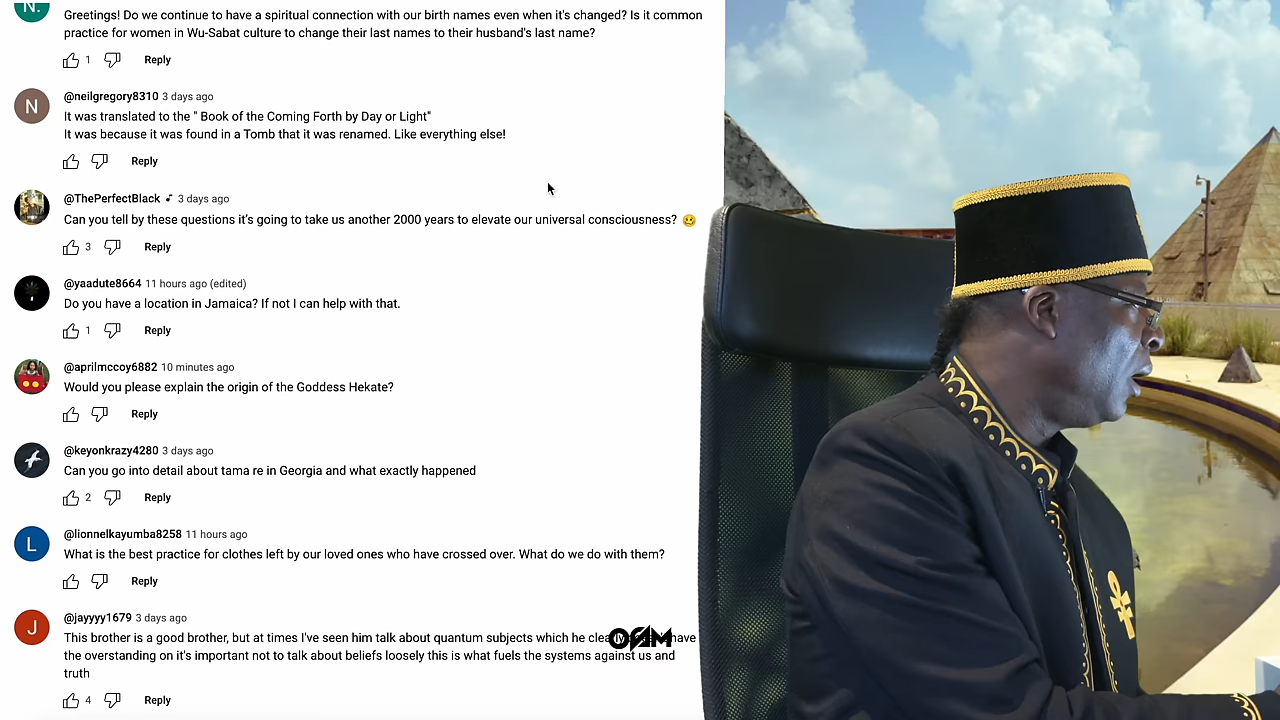 N.
Greetings! Do we continue to have a spiritual connection with our birth names even when it's changed? Is it common
practice for women in Wu-Sabat culture to change their last names to their husband's last name?
1 Reply
N
@neilgregory8310 3 days ago
It was translated to the " Book of the Coming Forth by Day or Light"
It was because it was found in a Tomb that it was renamed. Like everything else!
Reply
@ThePerfectBlack 3 days ago
Can you tell by these questions it's going to take us another 2000 years to elevate our universal consciousness? 🥴
3 Reply
@yaadute8664 11 hours ago (edited)
Do you have a location in Jamaica? If not I can help with that.
1 Reply
@aprilmccoy6882 10 minutes ago
Would you please explain the origin of the Goddess Hekate?
Reply
@keyonkrazy4280 3 days ago
Can you go into detail about tama re in Georgia and what exactly happened
2 Reply
L
@lionnelkayumba8258 11 hours ago
What is the best practice for clothes left by our loved ones who have crossed over. What do we do with them?
Reply
J
@jayyyy1679 3 days ago
This brother is a good brother, but at times I've seen him talk about quantum subjects which he have
the overstanding on it's important not to talk about beliefs loosely this is what fuels the systems against us and
truth
4 Reply